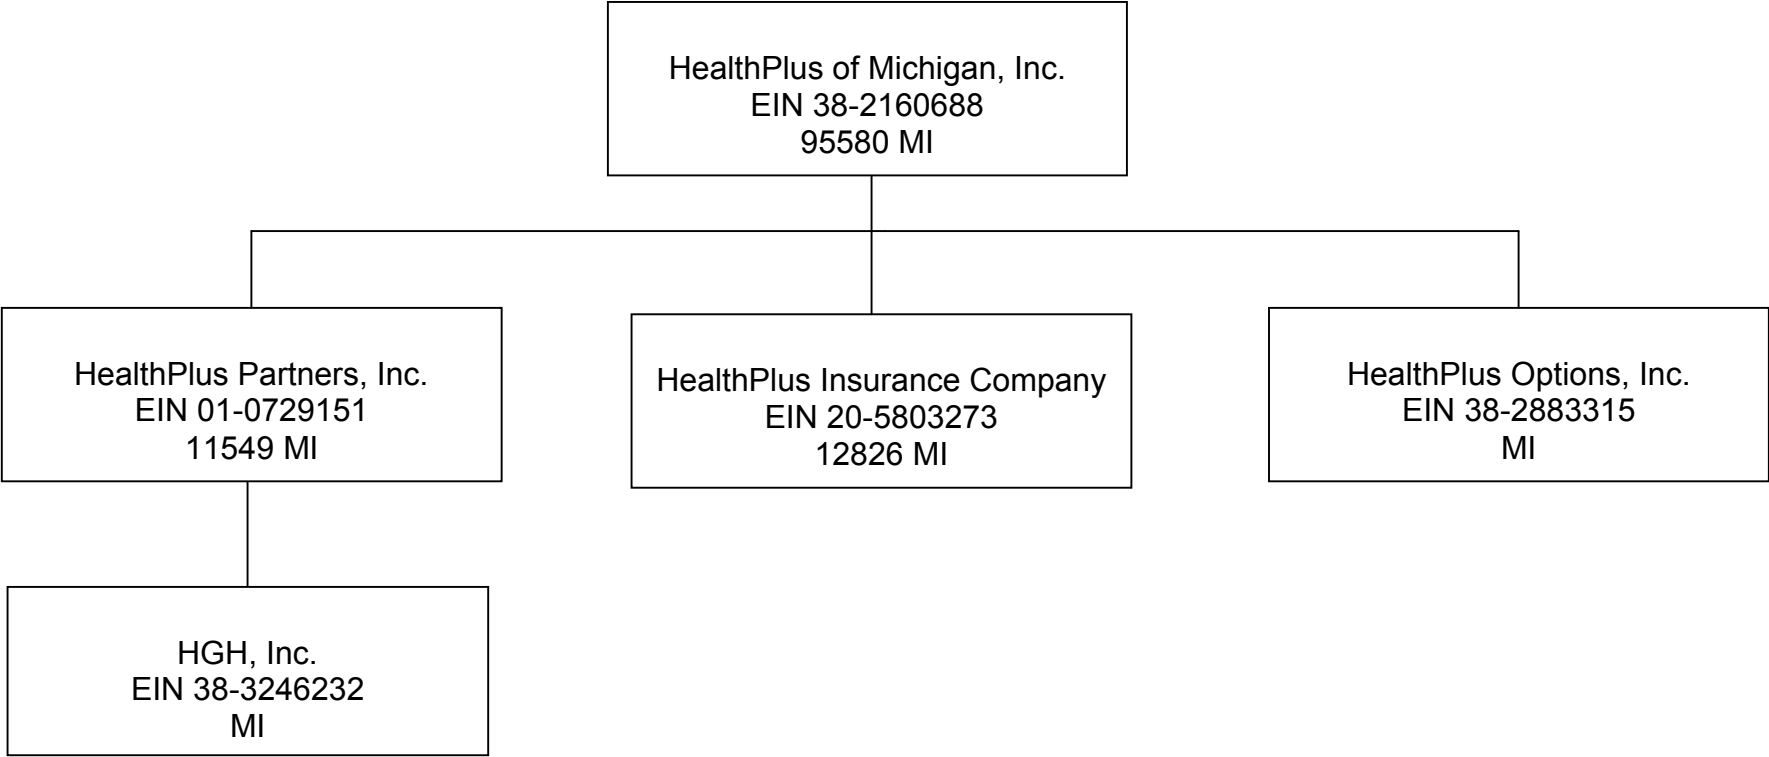 HealthPlus of Michigan, Inc.
EIN 38-2160688
95580 MI
HealthPlus Partners, Inc.
EIN 01-0729151
11549 MI
HealthPlus Insurance Company
EIN 20-5803273
12826 MI
HealthPlus Options, Inc.
EIN 38-2883315
MI
HGH, Inc.
EIN 38-3246232
MI